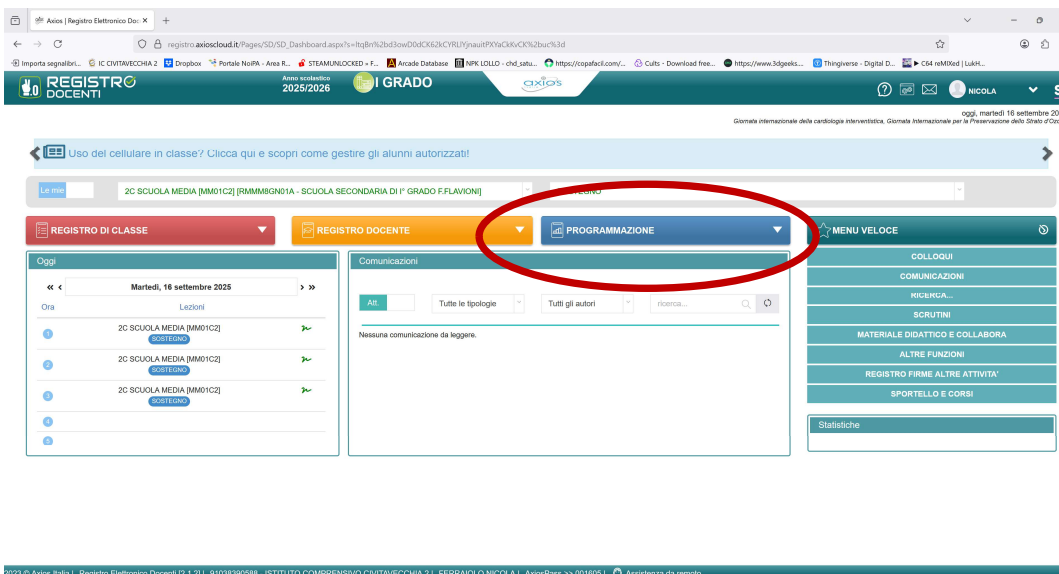 Axios | Registro Elettronico Doc
registro.axioscloud.it/Pages/SD/SD_Dashboard.aspx?s=ItqBn%2bd3owD0dCX62kCYRLlYjnauitPXYaCkKvCX%2buc%3d
Importa segnalibri... IC CIVITAVECCHIA 2 Dropbox Portale NoiPA - Area R... STEAMUNLOCKED » F... Arcade Database NPK LOLLO - chd_satu... https://copafacil.com/... Cults - Download free... https://www.3dgeeks... Thingiverse - Digital D... ► C64 reMIXed | LukH...
REGISTRO DOCENTI
Anno scolastico
2025/2026
I GRADO
axios
NICOLA
oggi, martedì 16 settembre 20
Giornata internazionale della cardiologia interventistica, Giornata Internazionale per la Preservazione dello Strato d'Ozo
Uso del cellulare in classe? Clicca qui e scopri come gestire gli alunni autorizzati!
Le mie
2C SCUOLA MEDIA [MM01C2] [RMMM8GN01A - SCUOLA SECONDARIA DI I° GRADO F.FLAVIONI]
REGISTRO DI CLASSE
REGISTRO DOCENTE
PROGRAMMAZIONE
MENU VELOCE
Oggi
« ‹ Martedì, 16 settembre 2025 › »
Ora Lezioni
1 2C SCUOLA MEDIA [MM01C2]
SOSTEGNO
2 2C SCUOLA MEDIA [MM01C2]
SOSTEGNO
3 2C SCUOLA MEDIA [MM01C2]
SOSTEGNO
4
5
Comunicazioni
Att. Tutte le tipologie Tutti gli autori ricerca...
Nessuna comunicazione da leggere.
COLLOQUI
COMUNICAZIONI
RICERCA...
SCRUTINI
MATERIALE DIDATTICO E COLLABORA
ALTRE FUNZIONI
REGISTRO FIRME ALTRE ATTIVITA'
SPORTELLO E CORSI
Statistiche
2023 © Axios Italia | Registro Elettronico Docenti [2.1.2] | 91038390588 - ISTITUTO COMPRENSIVO CIVITAVECCHIA 2 | FERRAIOLO NICOLA | AxiosPass >> 001605 | Assistenza da remoto